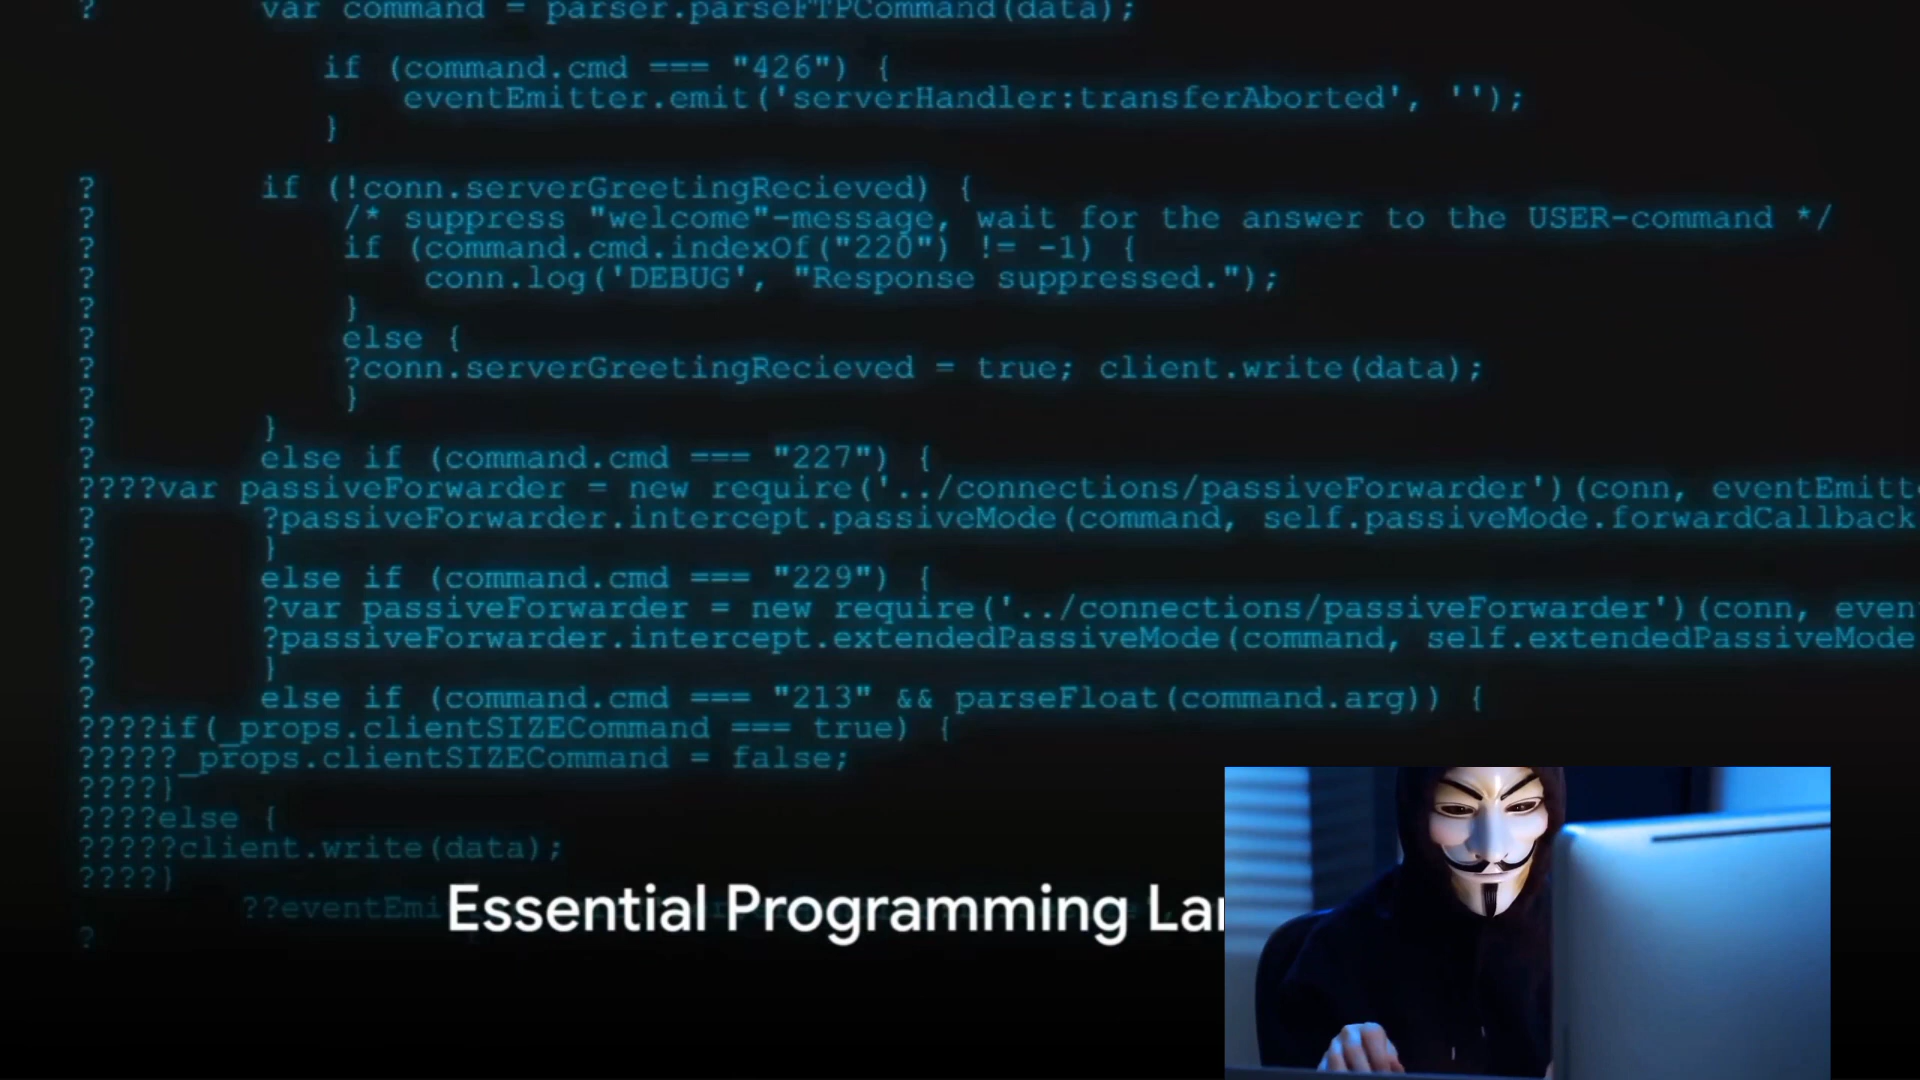 ? var command = parser.parseFTPCommand(data);
if (command.cmd === "426") {
eventEmitter.emit('serverHandler:transferAborted', '');
}
? if (!conn.serverGreetingRecieved) {
? /* suppress "welcome"-message, wait for the answer to the USER-command */
? if (command.cmd.indexOf("220") != -1) {
? conn.log('DEBUG', "Response suppressed.");
? }
? else {
? ?conn.serverGreetingRecieved = true; client.write(data);
? }
? }
? else if (command.cmd === "227") {
????var passiveForwarder = new require('../connections/passiveForwarder')(conn, eventEmitt
? ?passiveForwarder.intercept.passiveMode(command, self.passiveMode.forwardCallback
? }
? else if (command.cmd === "229") {
? ?var passiveForwarder = new require('../connections/passiveForwarder')(conn, even
? ?passiveForwarder.intercept.extendedPassiveMode(command, self.extendedPassiveMode
? }
? else if (command.cmd === "213" && parseFloat(command.arg)) {
????if(_props.clientSIZECommand === true) {
?????_props.clientSIZECommand = false;
????}
????else {
?????client.write(data);
????}
??eventEmi
Essential Programming Lan
?